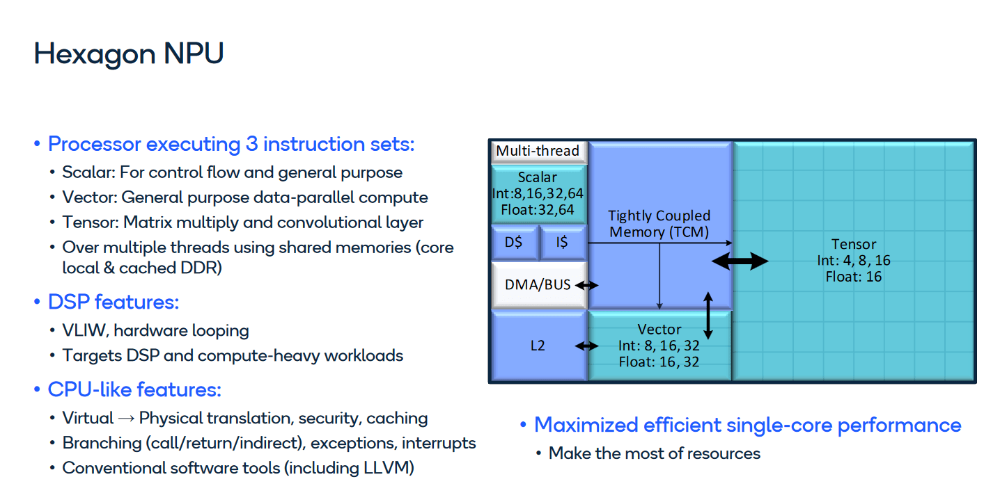 Hexagon NPU
• Processor executing 3 instruction sets:
• Scalar: For control flow and general purpose
• Vector: General purpose data-parallel compute
• Tensor: Matrix multiply and convolutional layer
• Over multiple threads using shared memories (core
local & cached DDR)
• DSP features:
• VLIW, hardware looping
• Targets DSP and compute-heavy workloads
• CPU-like features:
• Virtual → Physical translation, security, caching
• Branching (call/return/indirect), exceptions, interrupts
• Conventional software tools (including LLVM)
Multi-thread
Scalar
Int:8,16,32,64
Float:32,64
D$
I$
DMA/BUS
L2
Tightly Coupled
Memory (TCM)
Vector
Int: 8, 16, 32
Float: 16, 32
Tensor
Int: 4, 8, 16
Float: 16
• Maximized efficient single-core performance
• Make the most of resources